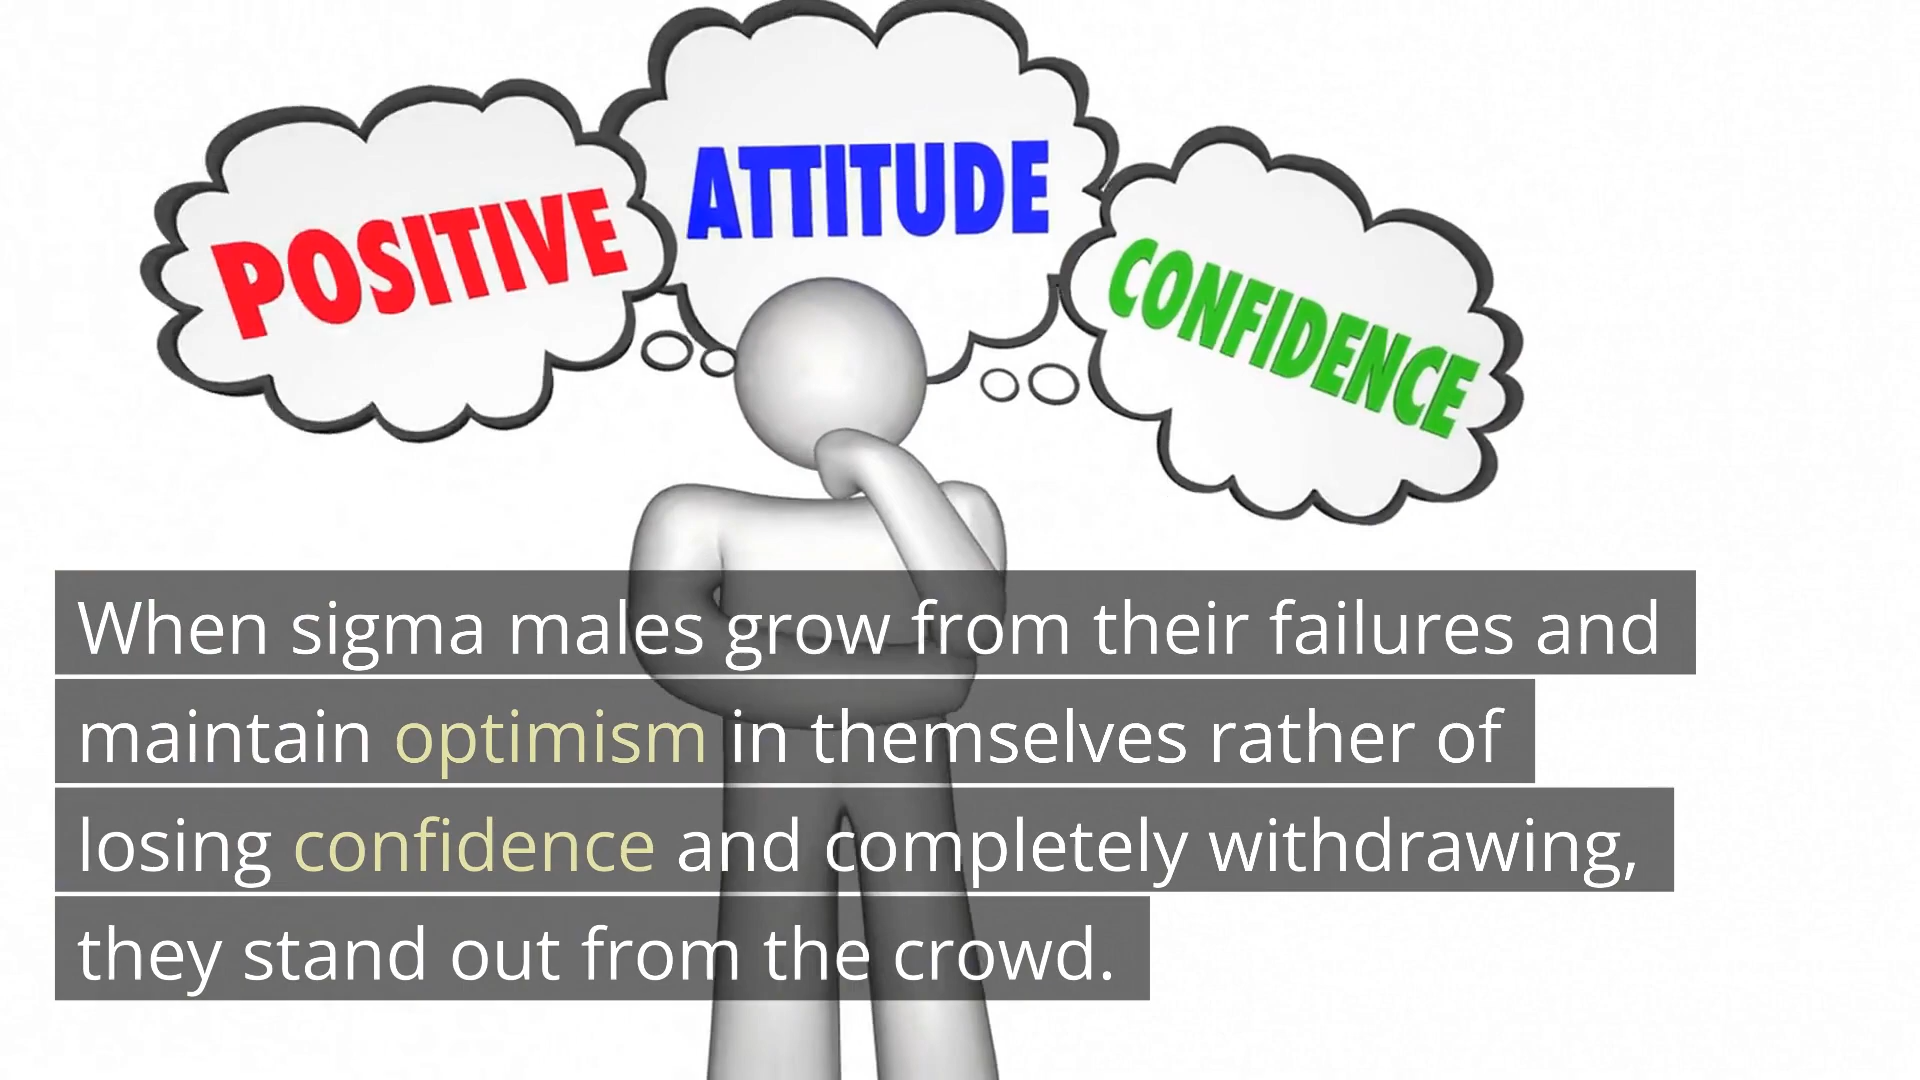 POSITIVE
ATTITUDE
CONFIDENCE
When sigma males grow from their failures and
maintain optimism in themselves rather of
losing confidence and completely withdrawing,
they stand out from the crowd.